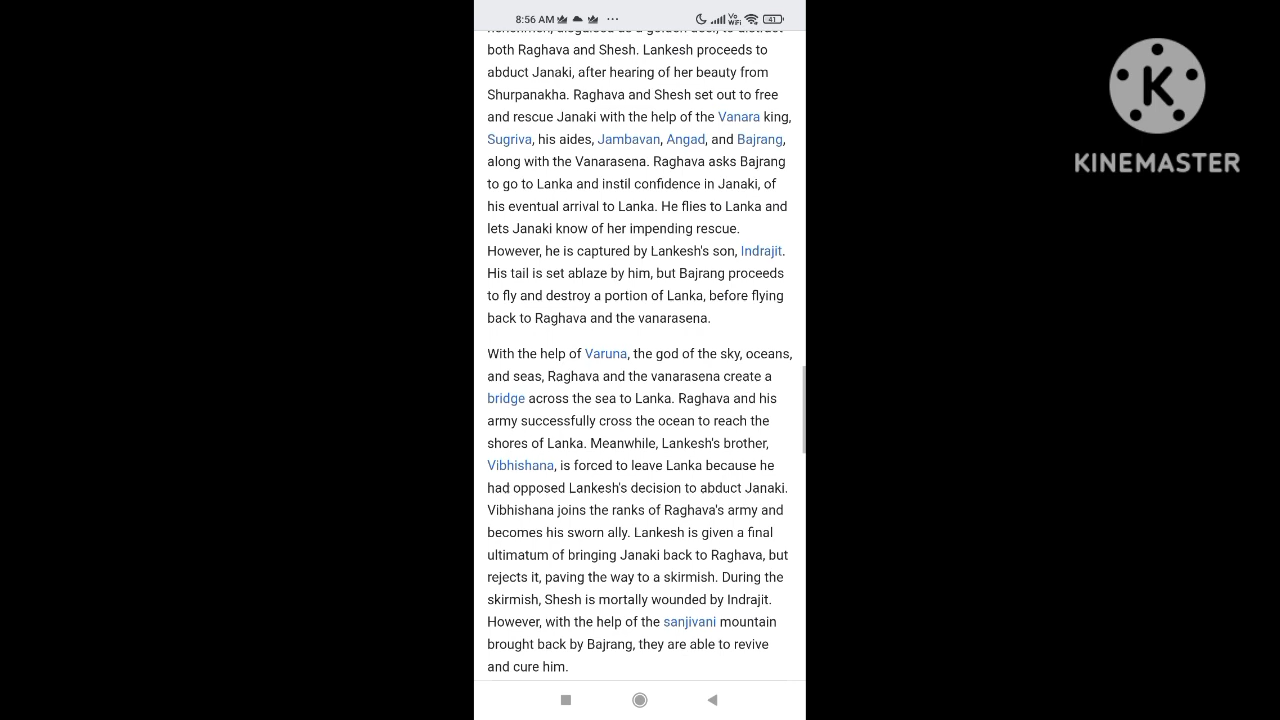 8:56 AM
Vo WiFi
41
both Raghava and Shesh. Lankesh proceeds to
abduct Janaki, after hearing of her beauty from
Shurpanakha. Raghava and Shesh set out to free
and rescue Janaki with the help of the Vanara king,
Sugriva, his aides, Jambavan, Angad, and Bajrang,
along with the Vanarasena. Raghava asks Bajrang
to go to Lanka and instil confidence in Janaki, of
his eventual arrival to Lanka. He flies to Lanka and
lets Janaki know of her impending rescue.
However, he is captured by Lankesh's son, Indrajit.
His tail is set ablaze by him, but Bajrang proceeds
to fly and destroy a portion of Lanka, before flying
back to Raghava and the vanarasena.
With the help of Varuna, the god of the sky, oceans,
and seas, Raghava and the vanarasena create a
bridge across the sea to Lanka. Raghava and his
army successfully cross the ocean to reach the
shores of Lanka. Meanwhile, Lankesh's brother,
Vibhishana, is forced to leave Lanka because he
had opposed Lankesh's decision to abduct Janaki.
Vibhishana joins the ranks of Raghava's army and
becomes his sworn ally. Lankesh is given a final
ultimatum of bringing Janaki back to Raghava, but
rejects it, paving the way to a skirmish. During the
skirmish, Shesh is mortally wounded by Indrajit.
However, with the help of the sanjivani mountain
brought back by Bajrang, they are able to revive
and cure him.
K
KINEMASTER